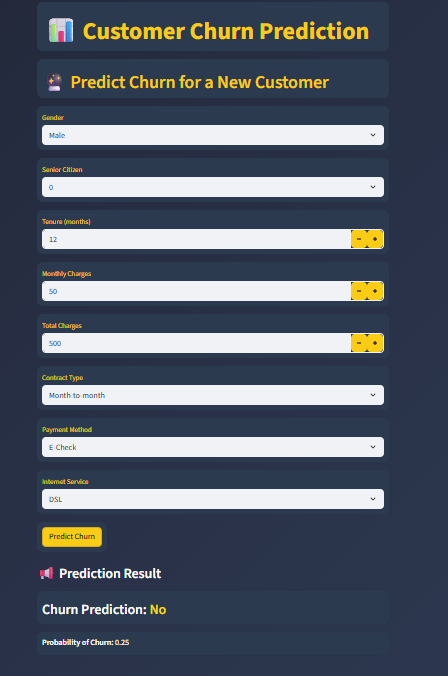 Customer Churn Prediction
Predict Churn for a New Customer
Gender
Male
Senior Citizen
0
Tenure (months)
12
Monthly Charges
50
Total Charges
500
Contract Type
Month-to-month
Payment Method
E-Check
Internet Service
DSL
Predict Churn
Prediction Result
Churn Prediction: No
Probability of Churn: 0.25